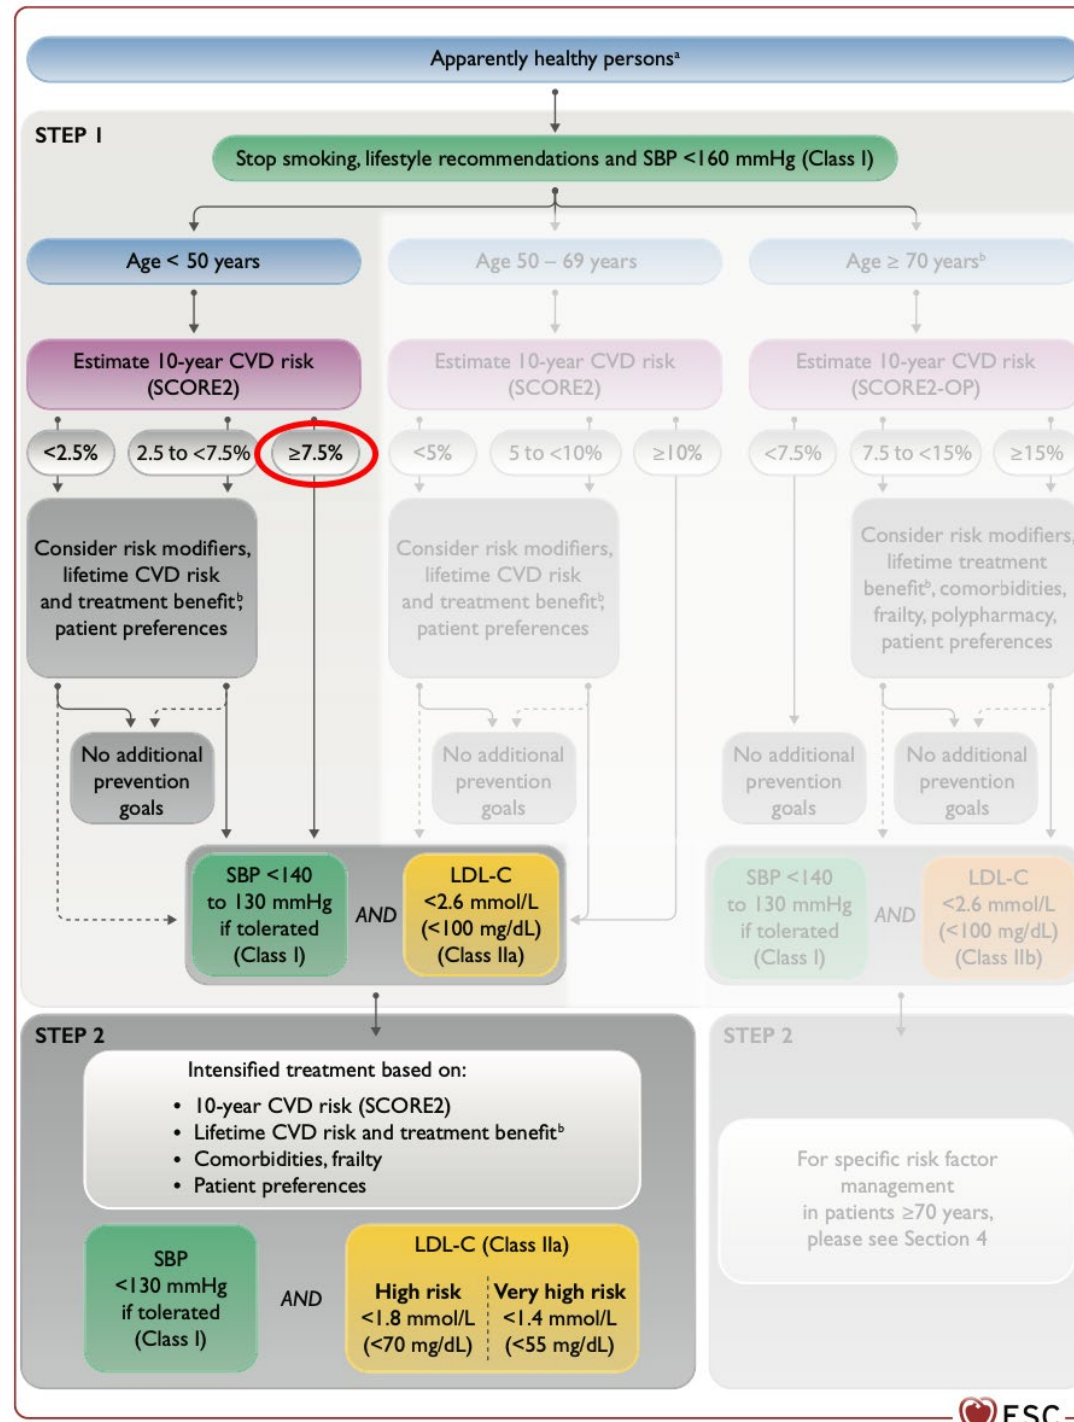 Apparently healthy personsᵃ
STEP 1
Stop smoking, lifestyle recommendations and SBP <160 mmHg (Class I)
Age < 50 years
Age 50 – 69 years
Age ≥ 70 yearsᵇ
Estimate 10-year CVD risk
(SCORE2)
Estimate 10-year CVD risk
(SCORE2)
Estimate 10-year CVD risk
(SCORE2-OP)
<2.5%
2.5 to <7.5%
≥7.5%
<5%
5 to <10%
≥10%
<7.5%
7.5 to <15%
≥15%
Consider risk modifiers,
lifetime CVD risk
and treatment benefitᵇ,
patient preferences
Consider risk modifiers,
lifetime CVD risk
and treatment benefitᵇ,
patient preferences
Consider risk modifiers,
lifetime treatment
benefitᵇ, comorbidities,
frailty, polypharmacy,
patient preferences
No additional
prevention
goals
No additional
prevention
goals
No additional
prevention
goals
No additional
prevention
goals
SBP <140
to 130 mmHg
if tolerated
(Class I)
AND
LDL-C
<2.6 mmol/L
(<100 mg/dL)
(Class IIa)
SBP <140
to 130 mmHg
if tolerated
(Class I)
AND
LDL-C
<2.6 mmol/L
(<100 mg/dL)
(Class IIb)
STEP 2
Intensified treatment based on:
• 10-year CVD risk (SCORE2)
• Lifetime CVD risk and treatment benefitᵇ
• Comorbidities, frailty
• Patient preferences
SBP
<130 mmHg
if tolerated
(Class I)
AND
LDL-C (Class IIa)
High risk
<1.8 mmol/L
(<70 mg/dL)
Very high risk
<1.4 mmol/L
(<55 mg/dL)
STEP 2
For specific risk factor
management
in patients ≥70 years,
please see Section 4
ESC